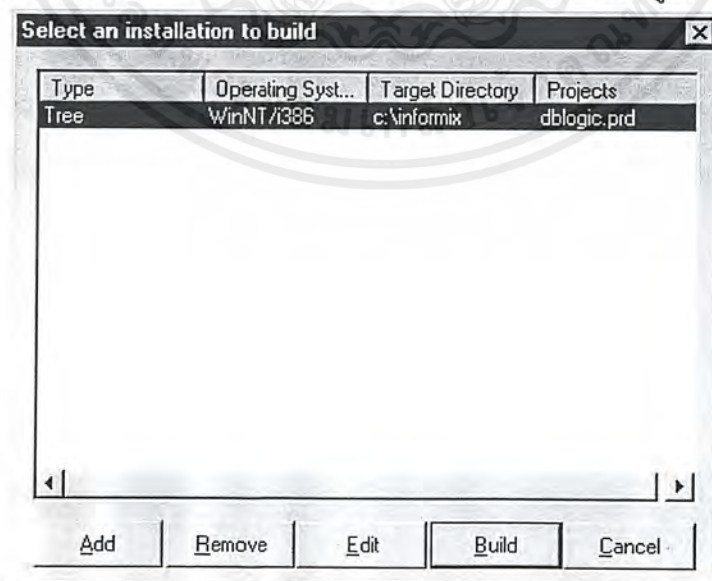 Select an installation to build
Type Operating Syst... Target Directory Projects
Tree WinNT/i386 c:\informix dblogic.prd
Add Remove Edit Build Cancel